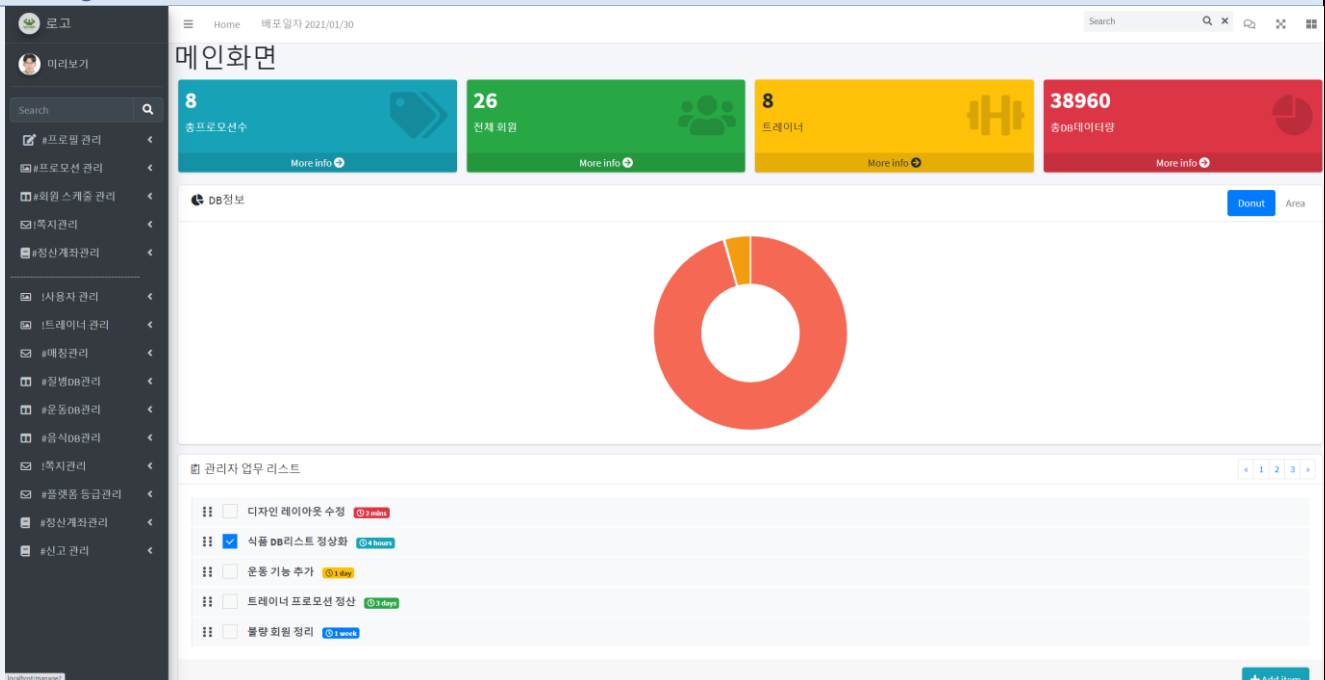 로고
Home 배포일자 2021/01/30
Search
미리보기
Search
#프로필 관리
#프로모션 관리
#회원 스케줄 관리
!쪽지관리
#정산계좌관리
!사용자 관리
!트레이너 관리
#매칭관리
#질병DB관리
#운동DB관리
#음식DB관리
!쪽지관리
#플랫폼 등급관리
#정산계좌관리
#신고 관리
메인화면
8
총프로모션수
More info
26
전체 회원
More info
8
트레이너
More info
38960
총DB데이터량
More info
DB정보
Donut Area
관리자 업무 리스트
« 1 2 3 »
디자인 레이아웃 수정 2 mins
식품 DB리스트 정상화 4 hours
운동 기능 추가 1 day
트레이너 프로모션 정산 3 days
불량 회원 정리 1 week
+ Add item
localhost/manage2